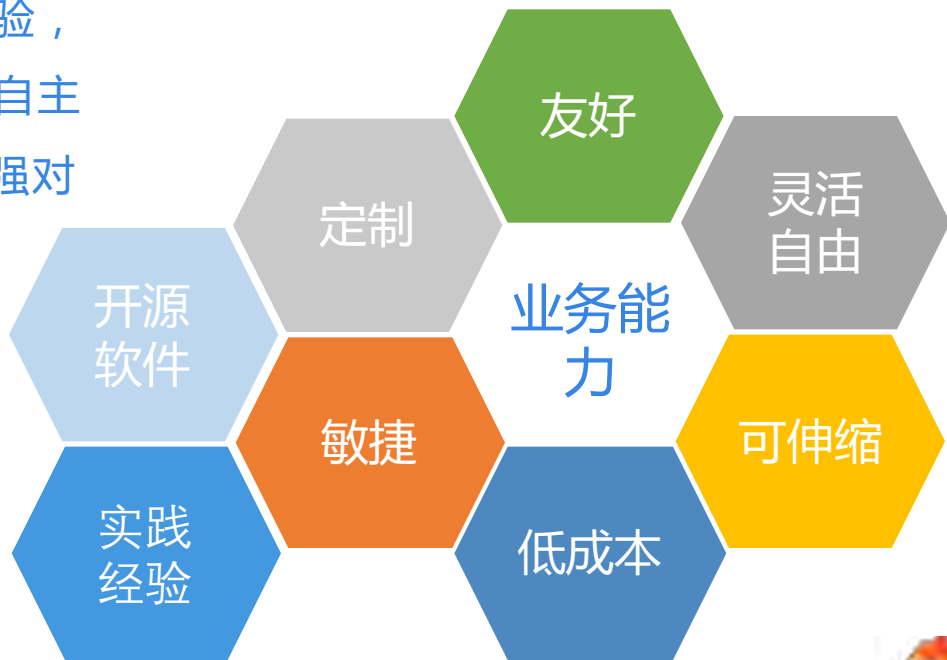 验，
自主
强对
友好
定制
灵活
自由
开源
软件
业务能
力
敏捷
可伸缩
实践
经验
低成本